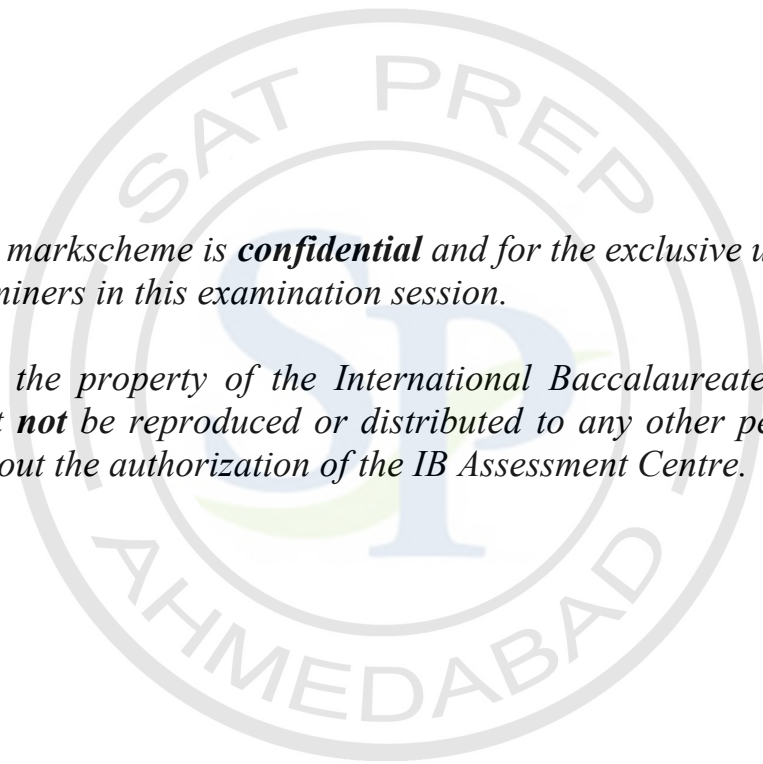 SAT PREP
markscheme is confidential and for the exclusive u
miners in this examination session.
the property of the International Baccalaureate
not be reproduced or distributed to any other pe
out the authorization of the IB Assessment Centre.
SP
AHMEDABAD